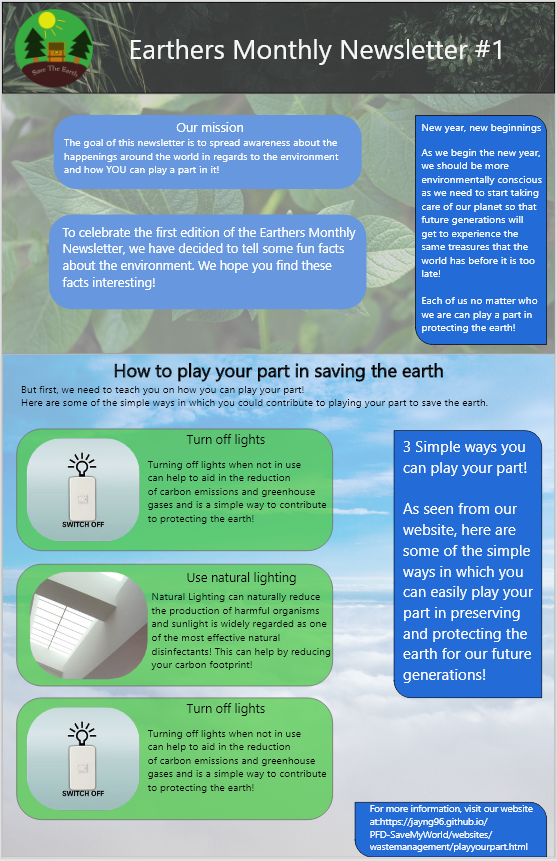 Save The Earth
Earthers Monthly Newsletter #1
Our mission
The goal of this newsletter is to spread awareness about the
happenings around the world in regards to the environment
and how YOU can play a part in it!
To celebrate the first edition of the Earthers Monthly
Newsletter, we have decided to tell some fun facts
about the environment. We hope you find these
facts interesting!
New year, new beginnings
As we begin the new year,
we should be more
environmentally conscious
as we need to start taking
care of our planet so that
future generations will
get to experience the
same treasures that the
world has before it is too
late!
Each of us no matter who
we are can play a part in
protecting the earth!
How to play your part in saving the earth
But first, we need to teach you on how you can play your part!
Here are some of the simple ways in which you could contribute to playing your part to save the earth.
Turn off lights
Turning off lights when not in use
can help to aid in the reduction
of carbon emissions and greenhouse
gases and is a simple way to contribute
to protecting the earth!
SWITCH OFF
Use natural lighting
Natural Lighting can naturally reduce
the production of harmful organisms
and sunlight is widely regarded as one
of the most effective natural
disinfectants! This can help by reducing
your carbon footprint!
Turn off lights
Turning off lights when not in use
can help to aid in the reduction
of carbon emissions and greenhouse
gases and is a simple way to contribute
to protecting the earth!
SWITCH OFF
3 Simple ways you
can play your part!
As seen from our
website, here are
some of the simple
ways in which you
can easily play your
part in preserving
and protecting the
earth for our future
generations!
For more information, visit our website
at:https://jayng96.github.io/
PFD-SaveMyWorld/websites/
wastemanagement/playyourpart.html